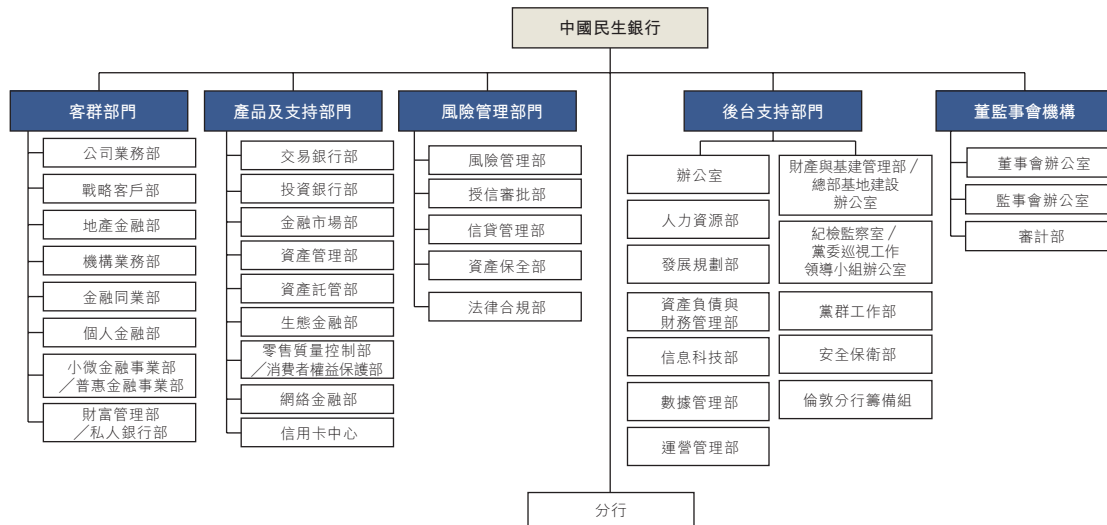 中國民生銀行
客群部門
公司業務部
戰略客戶部
地產金融部
機構業務部
金融同業部
個人金融部
小微金融事業部
／普惠金融事業部
財富管理部
／私人銀行部
產品及支持部門
交易銀行部
投資銀行部
金融市場部
資產管理部
資產託管部
生態金融部
零售質量控制部
／消費者權益保護部
網絡金融部
信用卡中心
風險管理部門
風險管理部
授信審批部
信貸管理部
資產保全部
法律合規部
後台支持部門
辦公室
人力資源部
發展規劃部
資產負債與
財務管理部
信息科技部
數據管理部
運營管理部
財產與基建管理部／
總部基地建設
辦公室
紀檢監察室／
黨委巡視工作
領導小組辦公室
黨群工作部
安全保衛部
倫敦分行籌備組
董監事會機構
董事會辦公室
監事會辦公室
審計部
分行